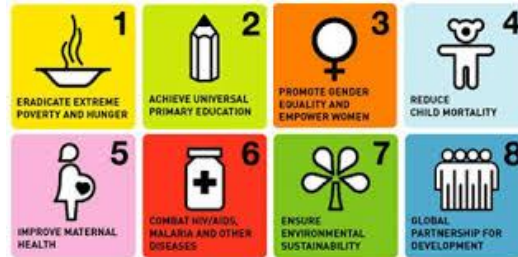 1
ERADICATE EXTREME
POVERTY AND HUNGER
2
ACHIEVE UNIVERSAL
PRIMARY EDUCATION
3
PROMOTE GENDER
EQUALITY AND
EMPOWER WOMEN
4
REDUCE
CHILD MORTALITY
5
IMPROVE MATERNAL
HEALTH
6
COMBAT HIV/AIDS,
MALARIA AND OTHER
DISEASES
7
ENSURE
ENVIRONMENTAL
SUSTAINABILITY
8
GLOBAL
PARTNERSHIP FOR
DEVELOPMENT